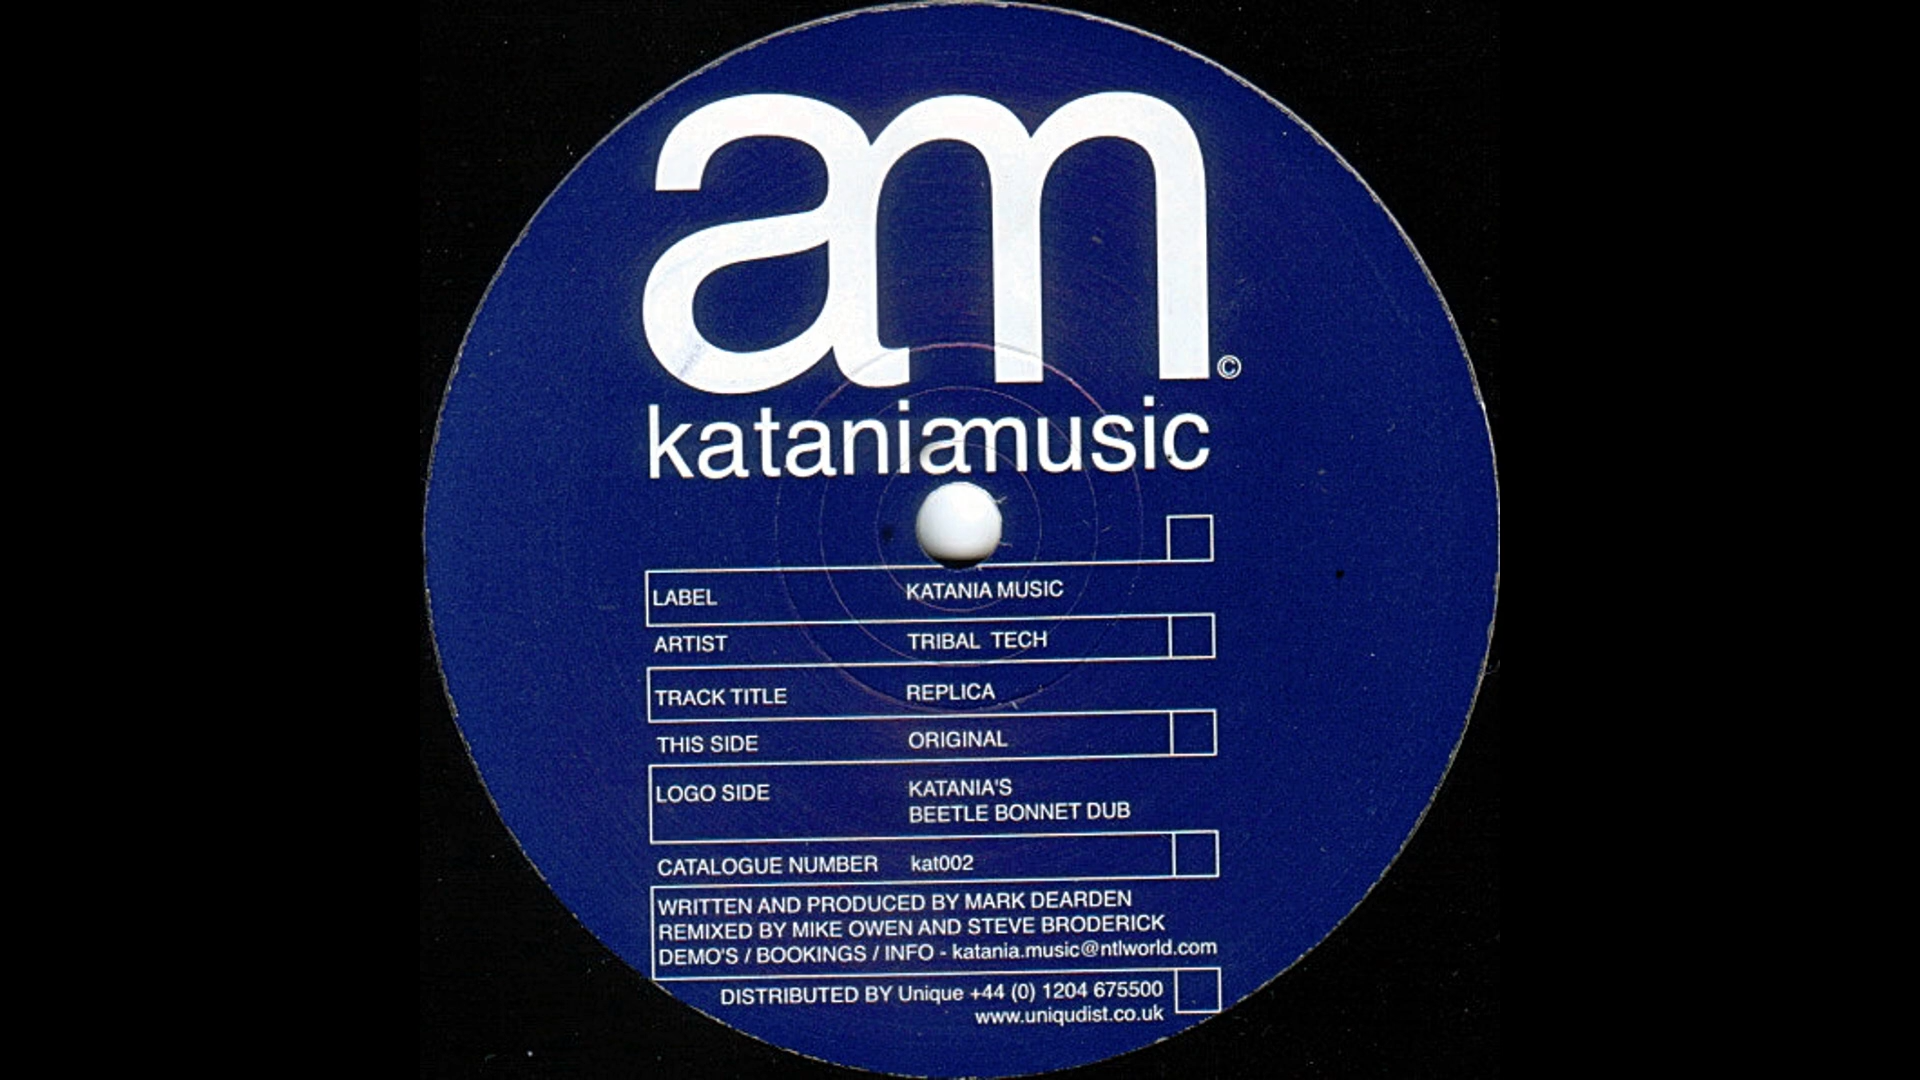 am
©
kataniamusic
LABEL KATANIA MUSIC
ARTIST TRIBAL TECH
TRACK TITLE REPLICA
THIS SIDE ORIGINAL
LOGO SIDE KATANIA'S
BEETLE BONNET DUB
CATALOGUE NUMBER kat002
WRITTEN AND PRODUCED BY MARK DEARDEN
REMIXED BY MIKE OWEN AND STEVE BRODERICK
DEMO'S / BOOKINGS / INFO - katania.music@ntlworld.com
DISTRIBUTED BY Unique +44 (0) 1204 675500
www.uniqudist.co.uk